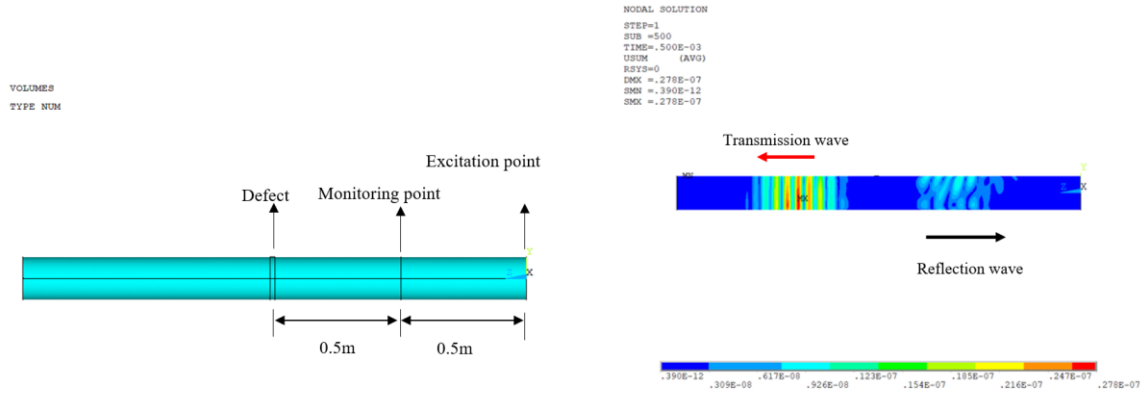 VOLUMES
TYPE NUM
Excitation point
Defect
Monitoring point
Y
Z
X
0.5m
0.5m
NODAL SOLUTION
STEP=1
SUB =500
TIME=.500E-03
USUM (AVG)
RSYS=0
DMX =.278E-07
SMN =.390E-12
SMX =.278E-07
Transmission wave
Y
MN
Z
X
MX
Reflection wave
.390E-12 .617E-08 .123E-07 .185E-07 .247E-07
.309E-08 .926E-08 .154E-07 .216E-07 .278E-07